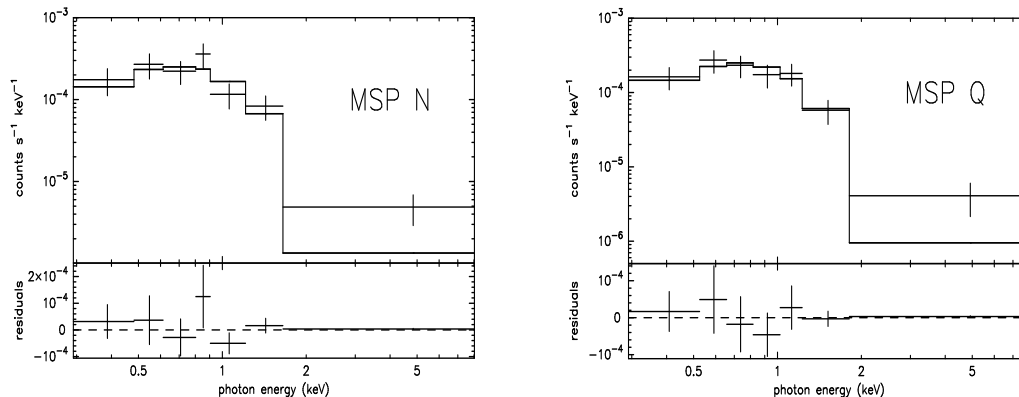 10⁻³
10⁻⁴
10⁻⁵
counts s⁻¹ keV⁻¹
MSP N
2×10⁻⁴
10⁻⁴
0
−10⁻⁴
residuals
0.5
1
2
5
photon energy (keV)
10⁻³
10⁻⁴
10⁻⁵
10⁻⁶
counts s⁻¹ keV⁻¹
MSP Q
10⁻⁴
0
−10⁻⁴
residuals
0.5
1
2
5
photon energy (keV)